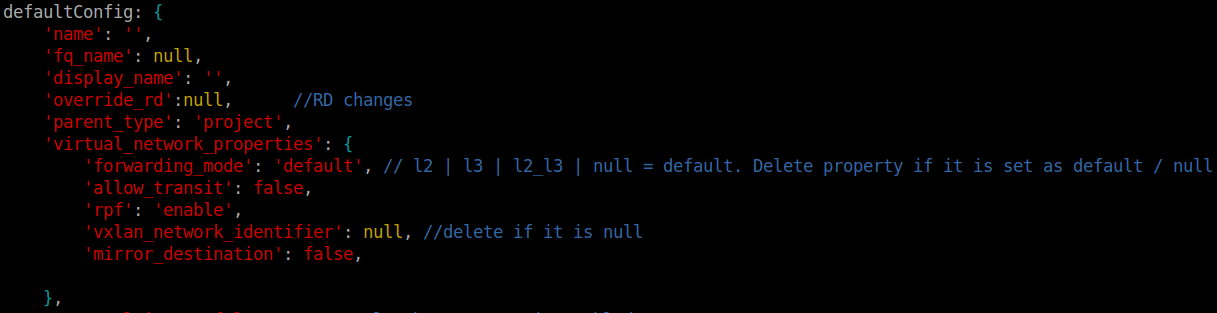 defaultConfig: {
    'name': '',
    'fq_name': null,
    'display_name': '',
    'override_rd':null,      //RD changes
    'parent_type': 'project',
    'virtual_network_properties': {
        'forwarding_mode': 'default', // l2 | l3 | l2_l3 | null = default. Delete property if it is set as default / null
        'allow_transit': false,
        'rpf': 'enable',
        'vxlan_network_identifier': null, //delete if it is null
        'mirror_destination': false,
    },